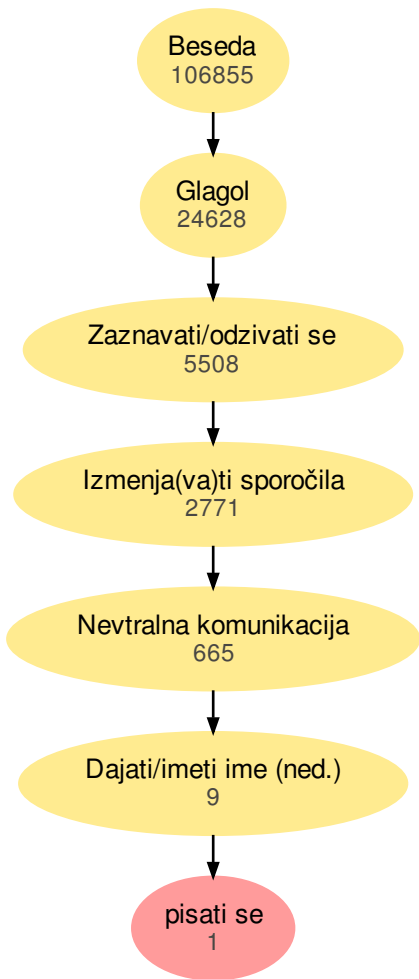 Beseda
106855
Glagol
24628
Zaznavati/odzivati se
5508
Izmenja(va)ti sporočila
2771
Nevtralna komunikacija
665
Dajati/imeti ime (ned.)
9
pisati se
1